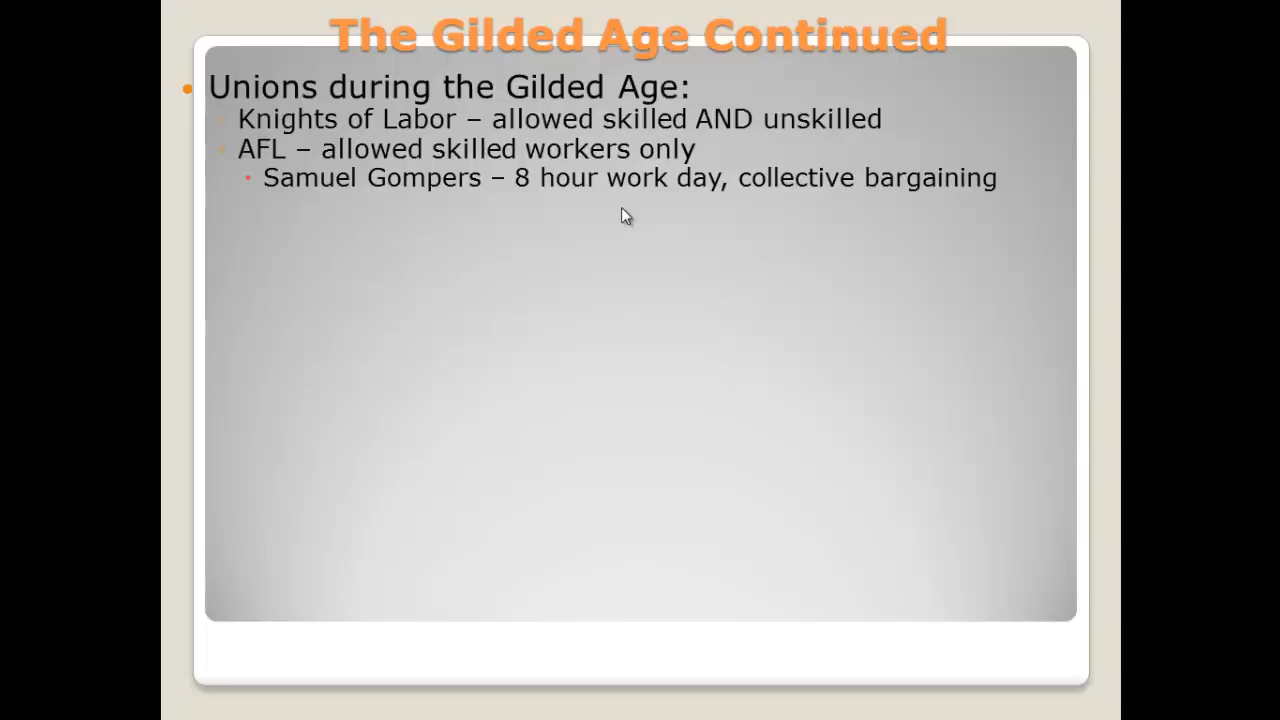 The Gilded Age Continued
Unions during the Gilded Age:
Knights of Labor – allowed skilled AND unskilled
AFL – allowed skilled workers only
Samuel Gompers – 8 hour work day, collective bargaining